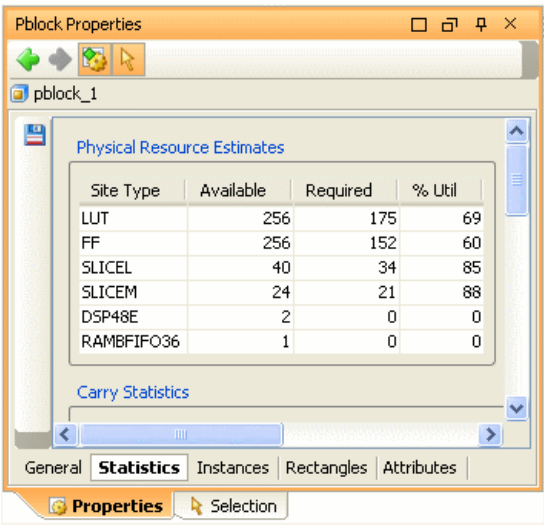 Pblock Properties
pblock_1
Physical Resource Estimates
Site Type Available Required % Util
LUT 256 175 69
FF 256 152 60
SLICEL 40 34 85
SLICEM 24 21 88
DSP48E 2 0 0
RAMBFIFO36 1 0 0
Carry Statistics
General Statistics Instances Rectangles Attributes
Properties Selection